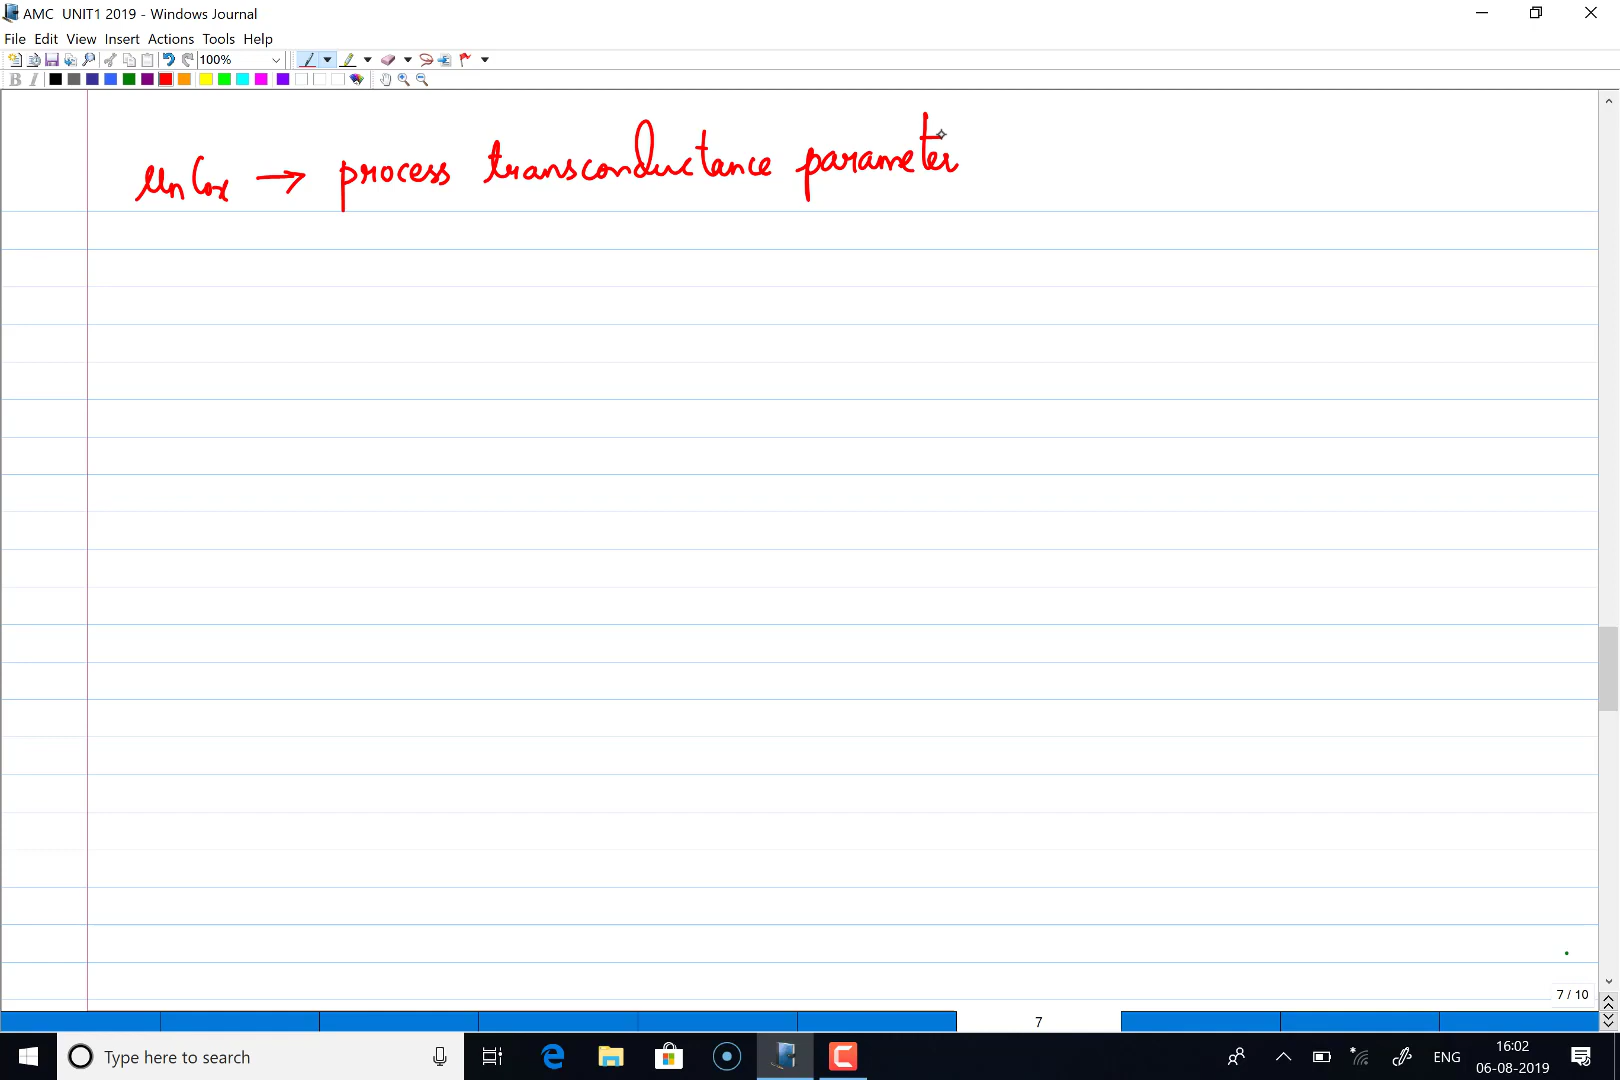 AMC UNIT1 2019 - Windows Journal
File Edit View Insert Actions Tools Help
100%
B I
μnCox → process transconductance parameter
7 / 10
7
Type here to search
ENG
16:02
06-08-2019